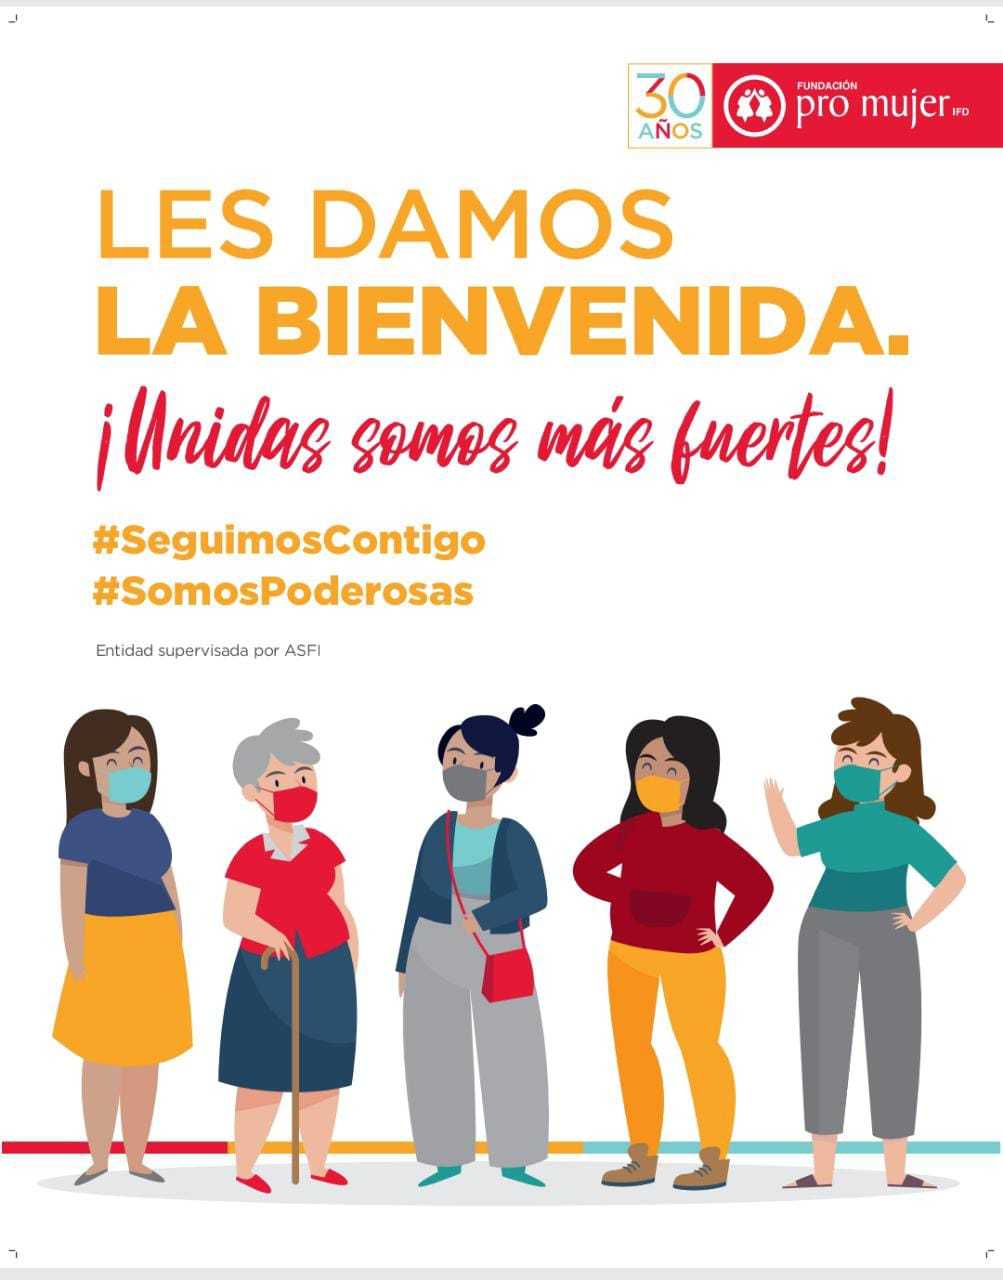 30
AÑOS
FUNDACIÓN
pro mujer IFD
LES DAMOS
LA BIENVENIDA.
¡Unidas somos más fuertes!
#SeguimosContigo
#SomosPoderosas
Entidad supervisada por ASFI